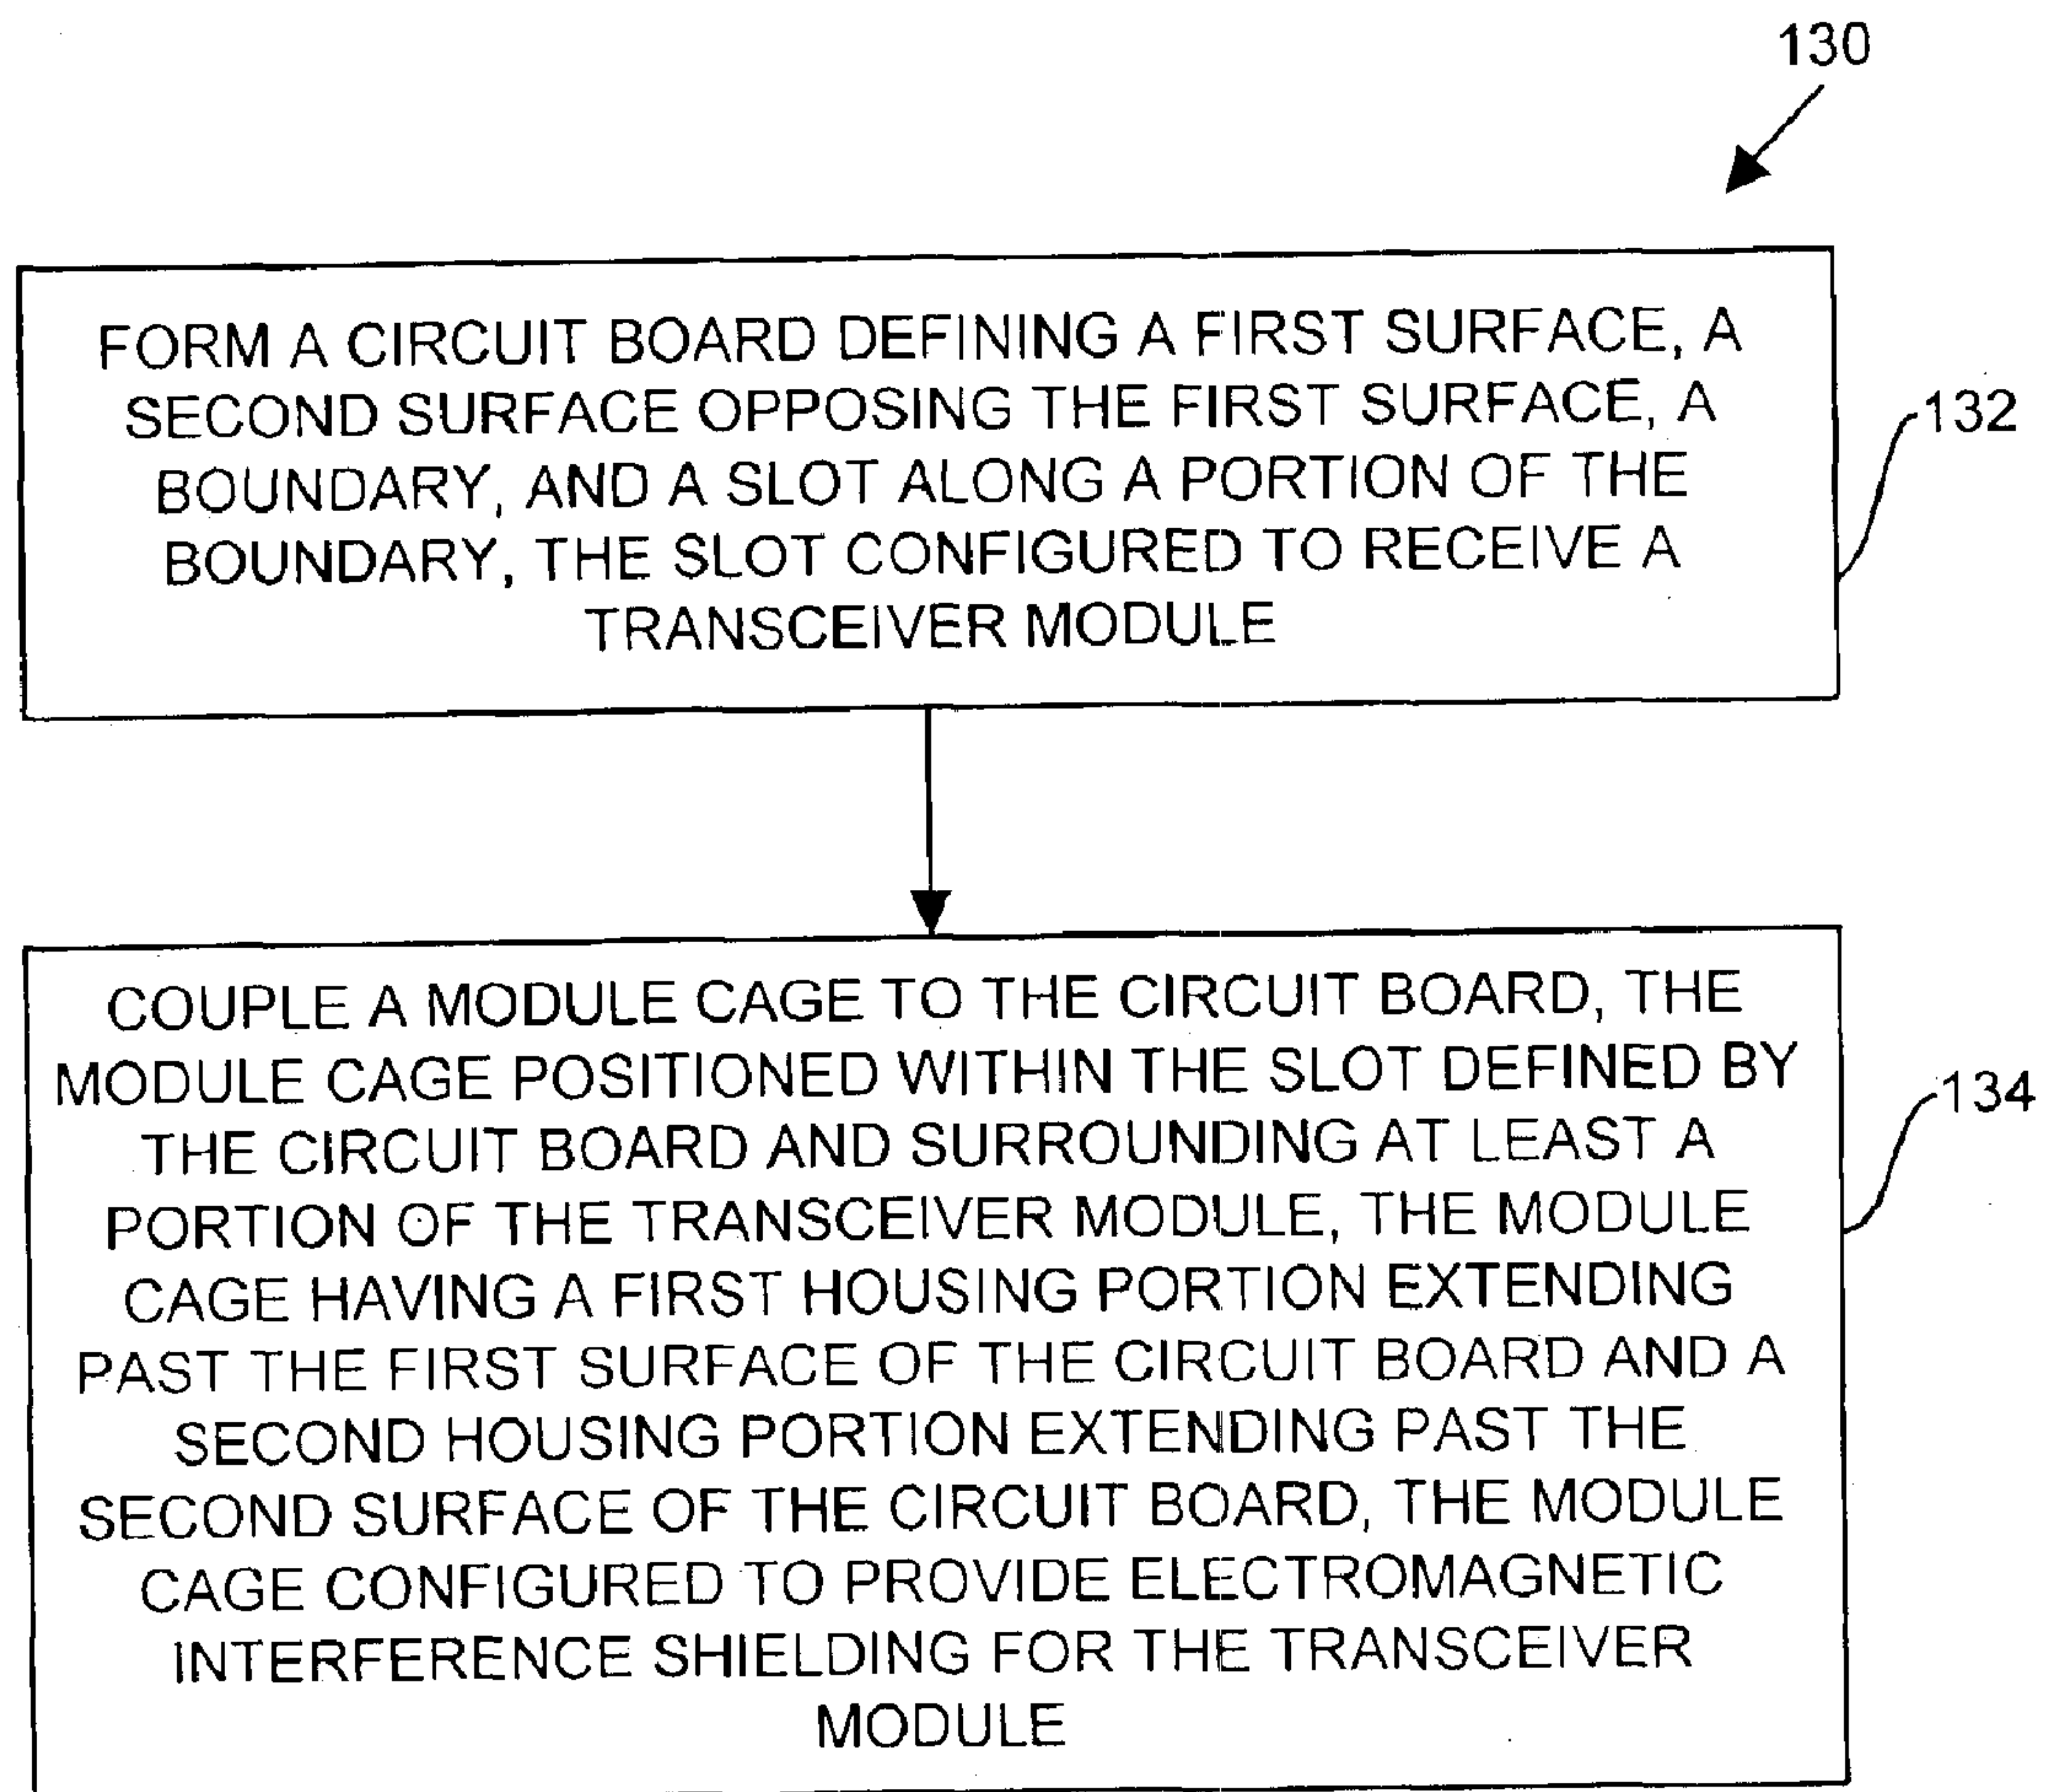 130
FORM A CIRCUIT BOARD DEFINING A FIRST SURFACE, A
SECOND SURFACE OPPOSING THE FIRST SURFACE, A
BOUNDARY, AND A SLOT ALONG A PORTION OF THE
BOUNDARY, THE SLOT CONFIGURED TO RECEIVE A
TRANSCEIVER MODULE
132
COUPLE A MODULE CAGE TO THE CIRCUIT BOARD, THE
MODULE CAGE POSITIONED WITHIN THE SLOT DEFINED BY
THE CIRCUIT BOARD AND SURROUNDING AT LEAST A
PORTION OF THE TRANSCEIVER MODULE, THE MODULE
CAGE HAVING A FIRST HOUSING PORTION EXTENDING
PAST THE FIRST SURFACE OF THE CIRCUIT BOARD AND A
SECOND HOUSING PORTION EXTENDING PAST THE
SECOND SURFACE OF THE CIRCUIT BOARD, THE MODULE
CAGE CONFIGURED TO PROVIDE ELECTROMAGNETIC
INTERFERENCE SHIELDING FOR THE TRANSCEIVER
MODULE
134